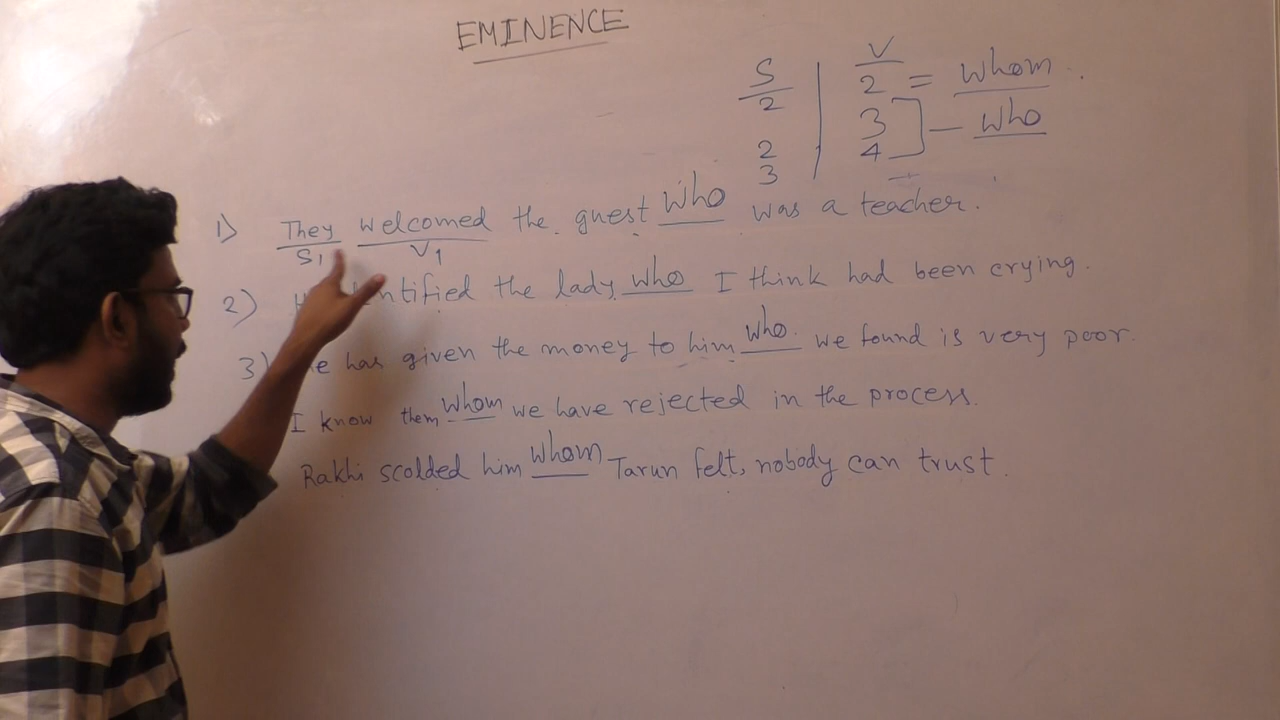 EMINENCE
S | V
2 | 2 = whom
2 | 3 ] — who
3 | 4
1) They welcomed the guest who was a teacher.
S1 V1
2) the lady who I think had been crying.
3) has given the money to him who we found is very poor.
I know them whom we have rejected in the process.
Rakhi scolded him whom Tarun felt, nobody can trust.